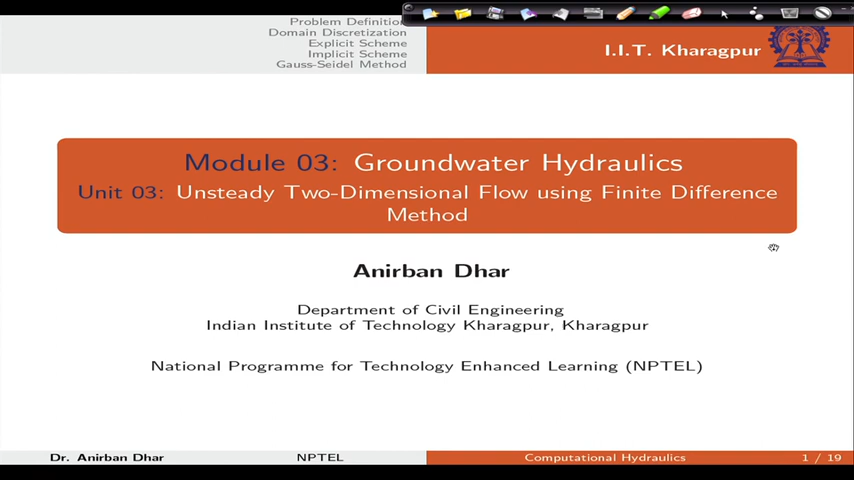 Problem Definition
Domain Discretization
Explicit Scheme
Implicit Scheme
Gauss-Seidel Method
I.I.T. Kharagpur
Module 03: Groundwater Hydraulics
Unit 03: Unsteady Two-Dimensional Flow using Finite Difference
Method
Anirban Dhar
Department of Civil Engineering
Indian Institute of Technology Kharagpur, Kharagpur
National Programme for Technology Enhanced Learning (NPTEL)
Dr. Anirban Dhar
NPTEL
Computational Hydraulics
1 / 19